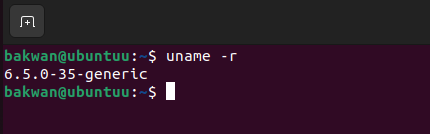 bakwan@ubuntuu:~$ uname -r
6.5.0-35-generic
bakwan@ubuntuu:~$